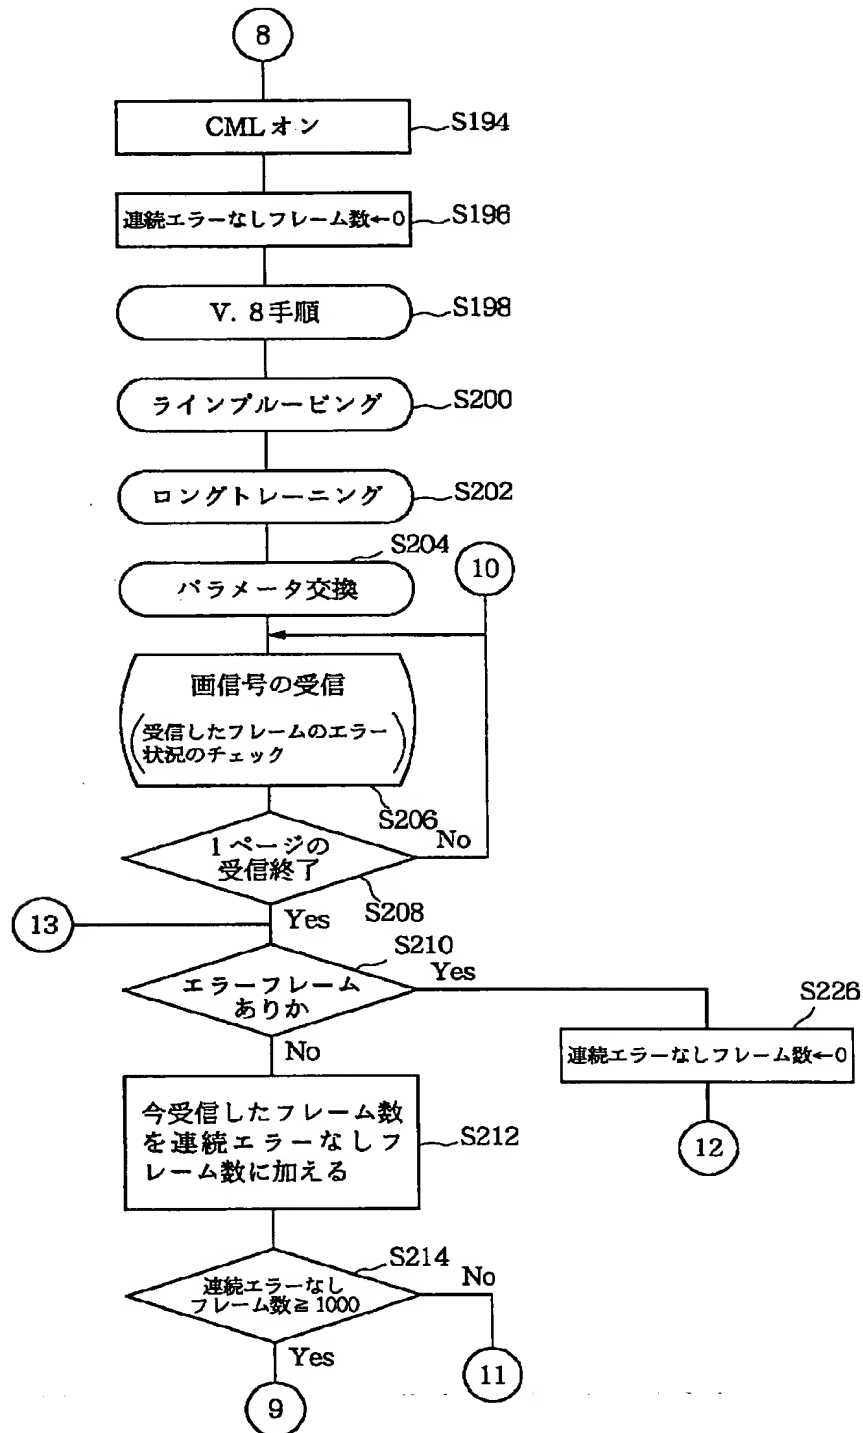 8
CMLオン
S194
連続エラーなしフレーム数←0
S196
V. 8手順
S198
ラインプルービング
S200
ロングトレーニング
S202
S204
パラメータ交換
10
画信号の受信
受信したフレームのエラー
状況のチェック
S206
1ページの
受信終了
No
S208
Yes
13
S210
エラーフレーム
ありか
Yes
S226
連続エラーなしフレーム数←0
12
No
今受信したフレーム数
を連続エラーなしフ
レーム数に加える
S212
S214
連続エラーなし
フレーム数≧1000
No
11
Yes
9